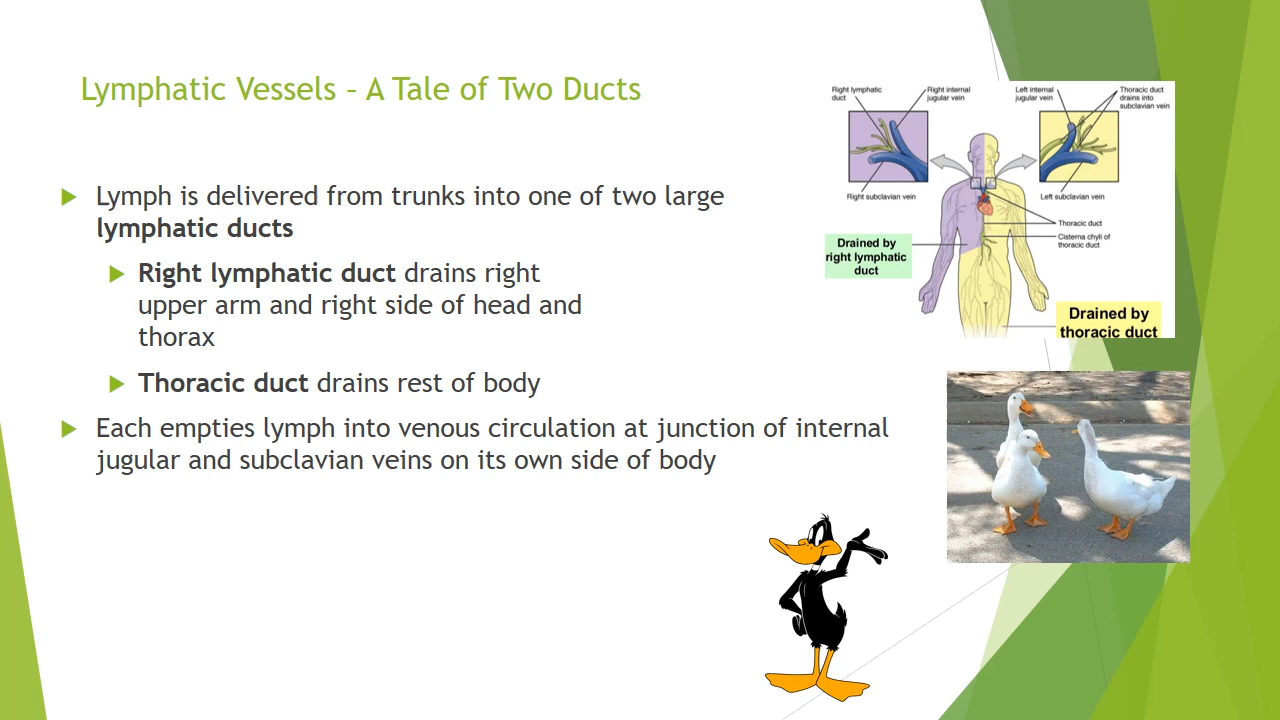 Lymphatic Vessels – A Tale of Two Ducts
Lymph is delivered from trunks into one of two large
lymphatic ducts
Right lymphatic duct drains right
upper arm and right side of head and
thorax
Thoracic duct drains rest of body
Each empties lymph into venous circulation at junction of internal
jugular and subclavian veins on its own side of body
Right lymphatic
duct
Right internal
jugular vein
Left internal
jugular vein
Thoracic duct
drains into
subclavian vein
Right subclavian vein
Left subclavian vein
Thoracic duct
Cisterna chyli of
thoracic duct
Drained by
right lymphatic
duct
Drained by
thoracic duct